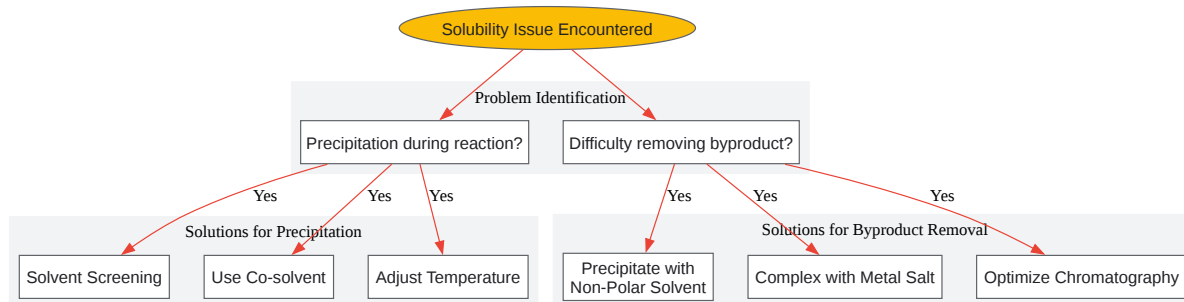 Solubility Issue Encountered
Problem Identification
Precipitation during reaction?
Difficulty removing byproduct?
Yes
Yes
Yes
Yes
Yes
Yes
Solutions for Precipitation
Solutions for Byproduct Removal
Solvent Screening
Use Co-solvent
Adjust Temperature
Precipitate with
Non-Polar Solvent
Complex with Metal Salt
Optimize Chromatography